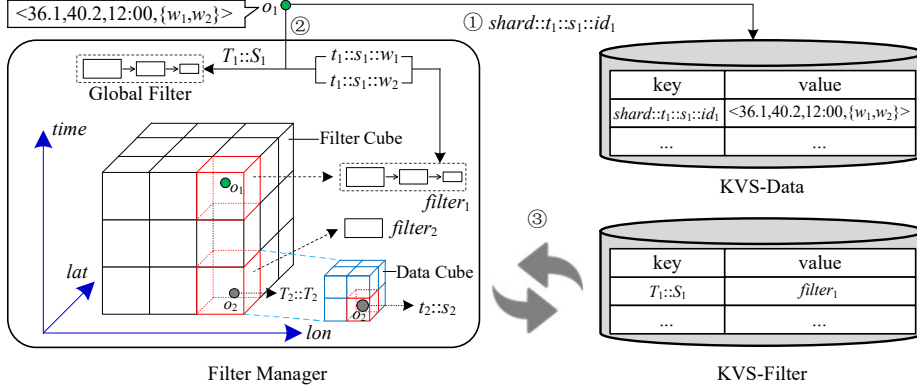 <36.1,40.2,12:00,{w1,w2}>
o1
②
① shard::t1::s1::id1
T1::S1
t1::s1::w1
t1::s1::w2
Global Filter
time
Filter Cube
o1
filter1
filter2
lat
Data Cube
T2::T2
o2
o2
t2::s2
lon
Filter Manager
key value
shard::t1::s1::id1 <36.1,40.2,12:00,{w1,w2}>
... ...
KVS-Data
③
key value
T1::S1 filter1
... ...
KVS-Filter